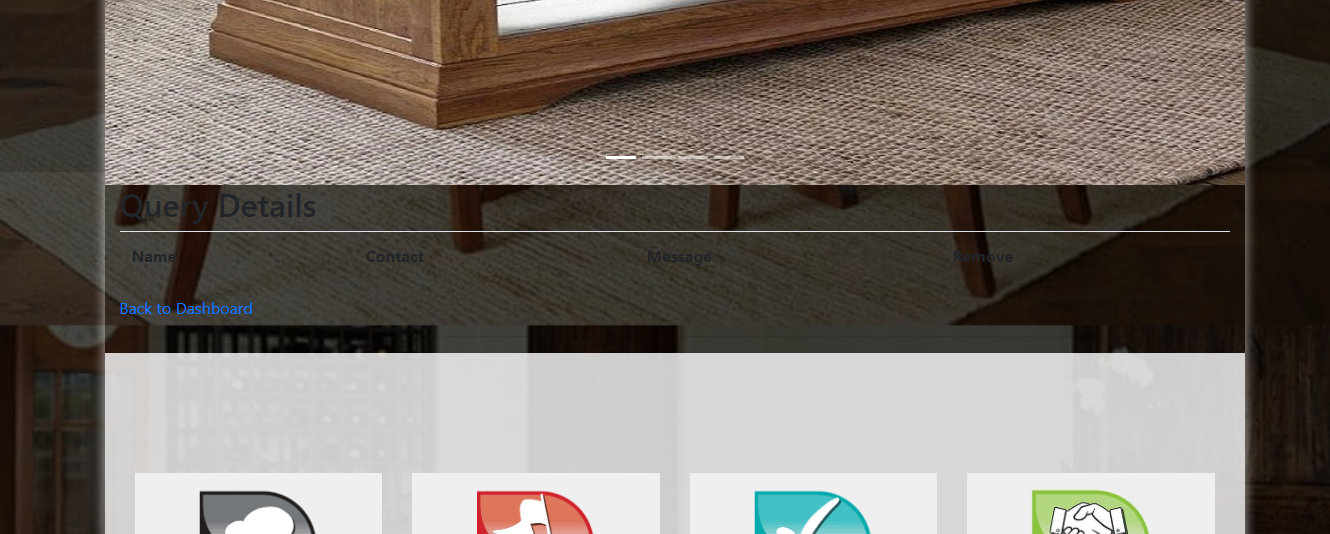 Query Details
Name Contact Message Remove
Back to Dashboard